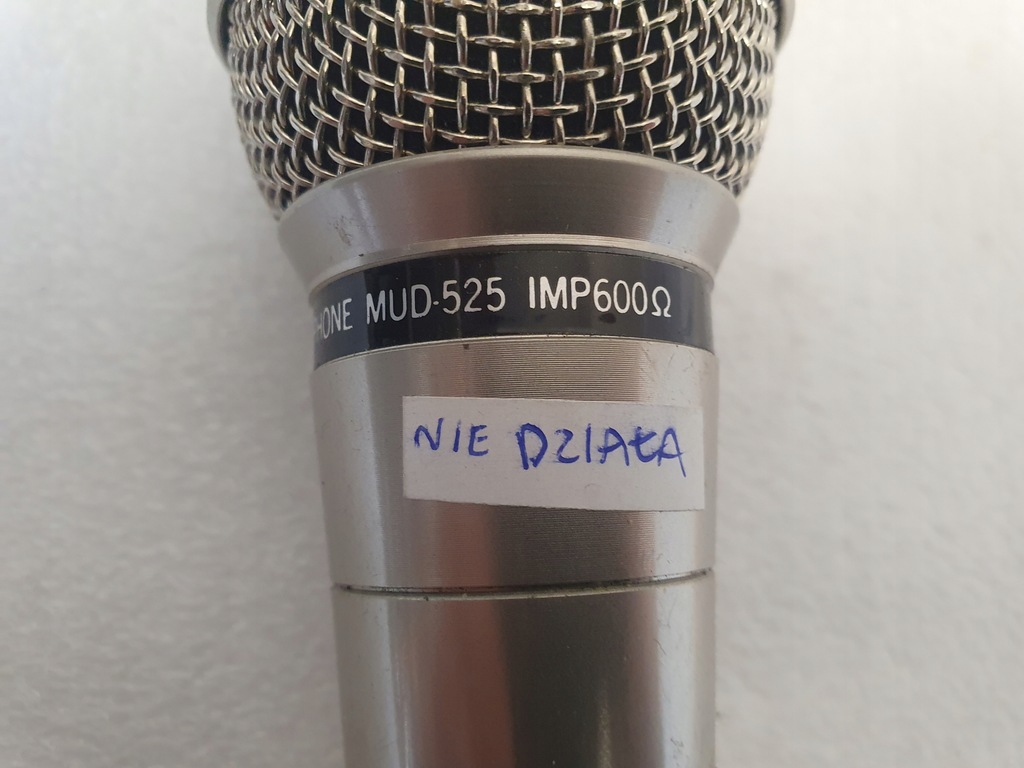 PHONE MUD-525 IMP600Ω
NIE DZIAŁA